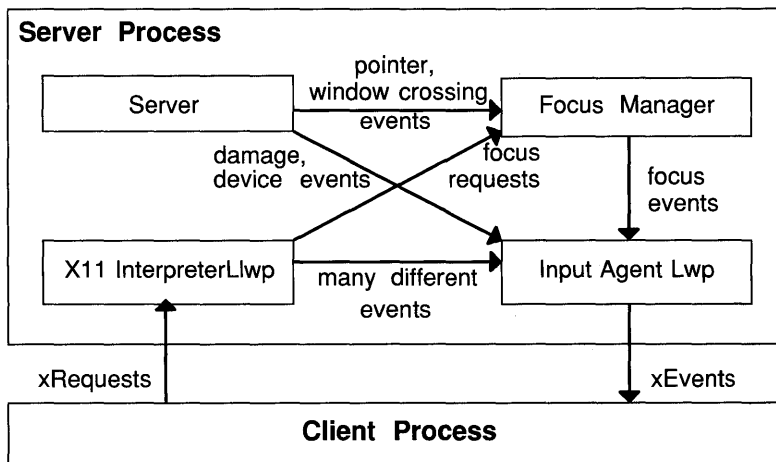 Server Process
pointer,
window crossing
events
Server
Focus Manager
damage,
device events
focus
requests
focus
events
X11 InterpreterLlwp
many different
events
Input Agent Lwp
xRequests
xEvents
Client Process